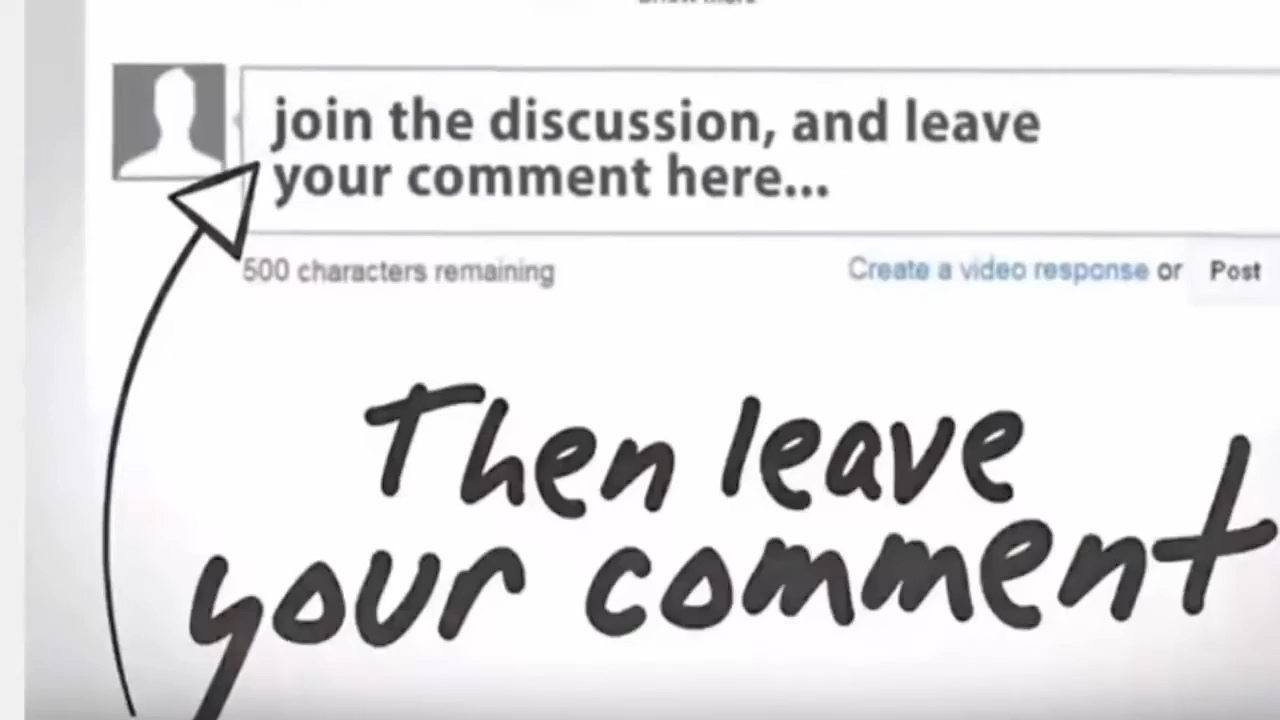 join the discussion, and leave
your comment here...
500 characters remaining
Create a video response or Post
Then leave
your comment